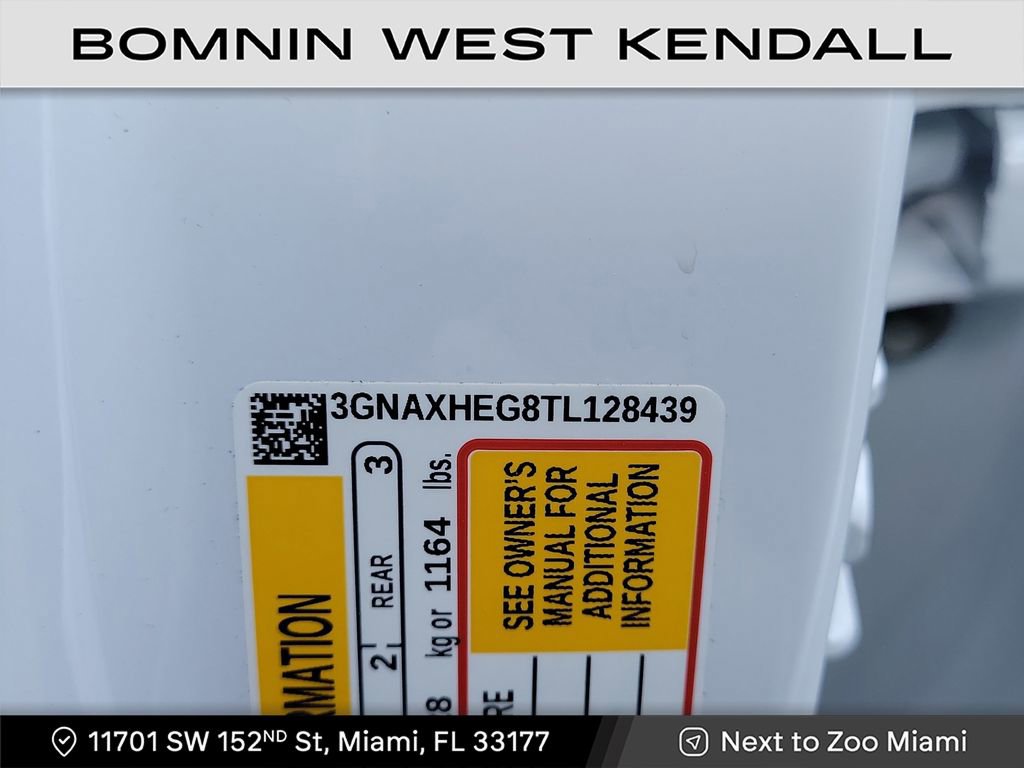 BOMNIN WEST KENDALL
3GNAXHEG8TL128439
REAR 3
2
kg or 1164 lbs.
SEE OWNER'S
MANUAL FOR
ADDITIONAL
INFORMATION
11701 SW 152ND St, Miami, FL 33177
Next to Zoo Miami